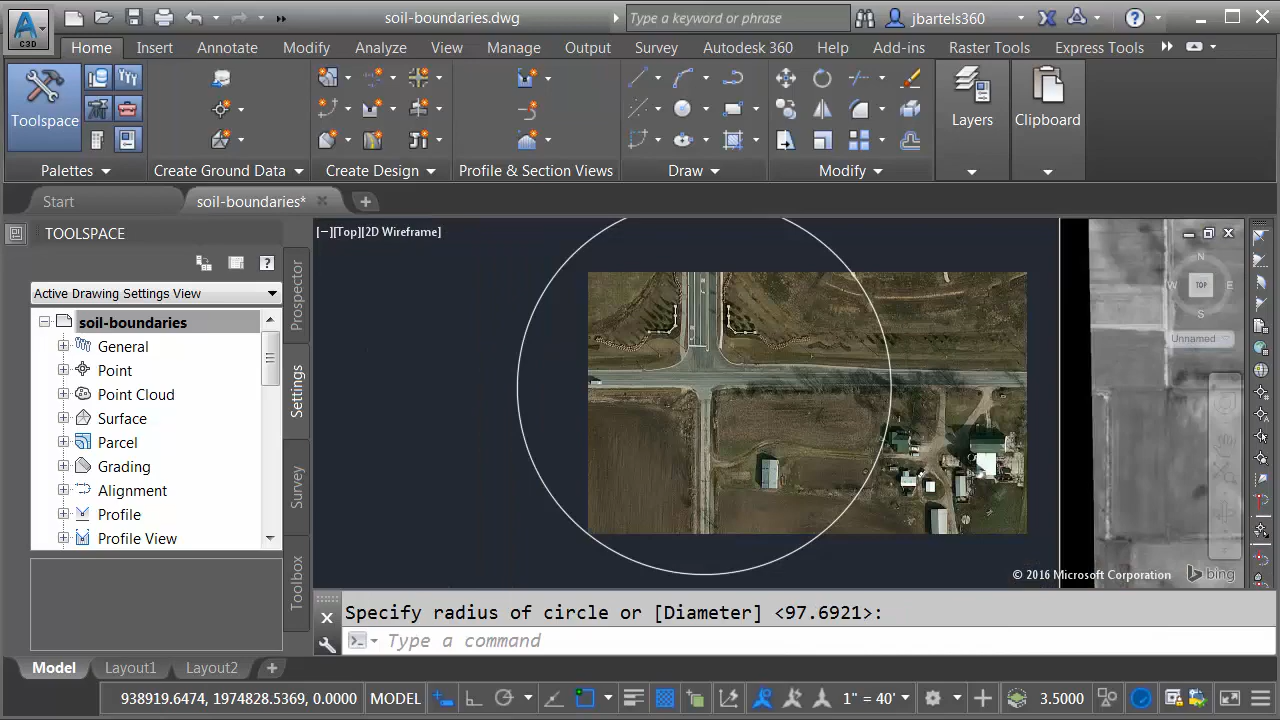 C3D
soil-boundaries.dwg
Type a keyword or phrase
jbartels360
Home Insert Annotate Modify Analyze View Manage Output Survey Autodesk 360 Help Add-ins Raster Tools Express Tools
Toolspace
Layers
Clipboard
Palettes
Create Ground Data
Create Design
Profile & Section Views
Draw
Modify
Start
soil-boundaries*
TOOLSPACE
Active Drawing Settings View
soil-boundaries
General
Point
Point Cloud
Surface
Parcel
Grading
Alignment
Profile
Profile View
Prospector
Settings
Survey
Toolbox
[−][Top][2D Wireframe]
N
W TOP E
S
Unnamed
© 2016 Microsoft Corporation bing
Specify radius of circle or [Diameter] <97.6921>:
Type a command
Model Layout1 Layout2
938919.6474, 1974828.5369, 0.0000 MODEL 1" = 40' 3.5000